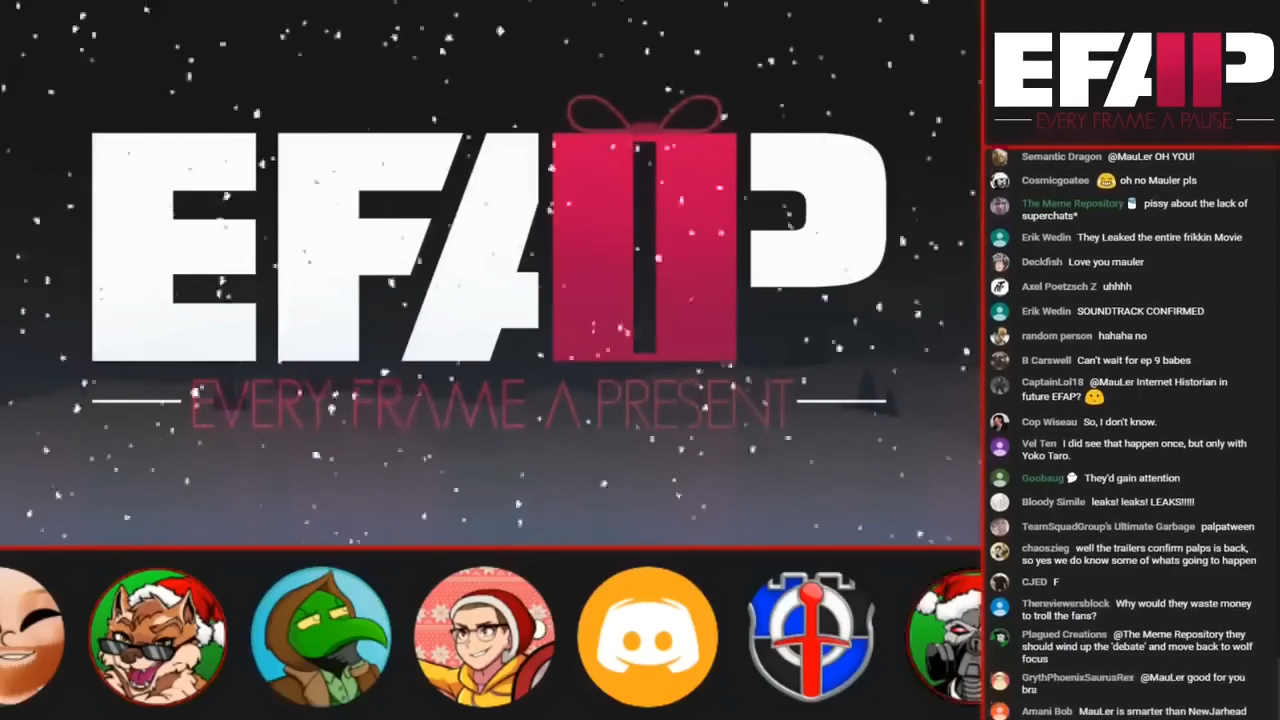 EFAP
EVERY FRAME A PRESENT
EFAP
EVERY FRAME A PAUSE
Semantic Dragon @MauLer OH YOU!
Cosmicgoatee oh no Mauler pls
The Meme Repository pissy about the lack of
superchats*
Erik Wedin They Leaked the entire frikkin Movie
Deckfish Love you mauler
Axel Poetzsch Z uhhhh
Erik Wedin SOUNDTRACK CONFIRMED
random person hahaha no
B Carswell Can't wait for ep 9 babes
CaptainLol18 @MauLer Internet Historian in
future EFAP?
Cop Wiseau So, I don't know.
Vel Ten I did see that happen once, but only with
Yoko Taro.
Goobaug They'd gain attention
Bloody Simile leaks! leaks! LEAKS!!!!!
TeamSquadGroup's Ultimate Garbage palpatween
chaoszieg well the trailers confirm palps is back,
so yes we do know some of whats going to happen
CJED F
Thereviewersblock Why would they waste money
to troll the fans?
Plagued Creations @The Meme Repository they
should wind up the 'debate' and move back to wolf
focus
GrythPhoenixSaurusRex @MauLer good for you
bra
Amani Bob MauLer is smarter than NewJarhead